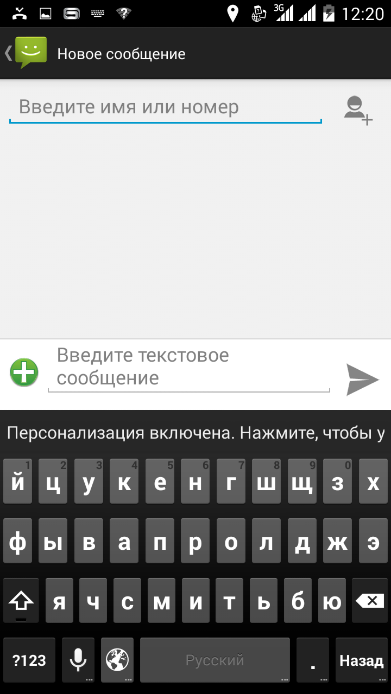 3G 12:20
Новое сообщение
Введите имя или номер
Введите текстовое
сообщение
Персонализация включена. Нажмите, чтобы у
1 2 3 4 5 6 7 8 9 0
й ц у к е н г ш щ з х
ф ы в а п р о л д ж э
я ч с м и т ь б ю
?123 Русский . Назад